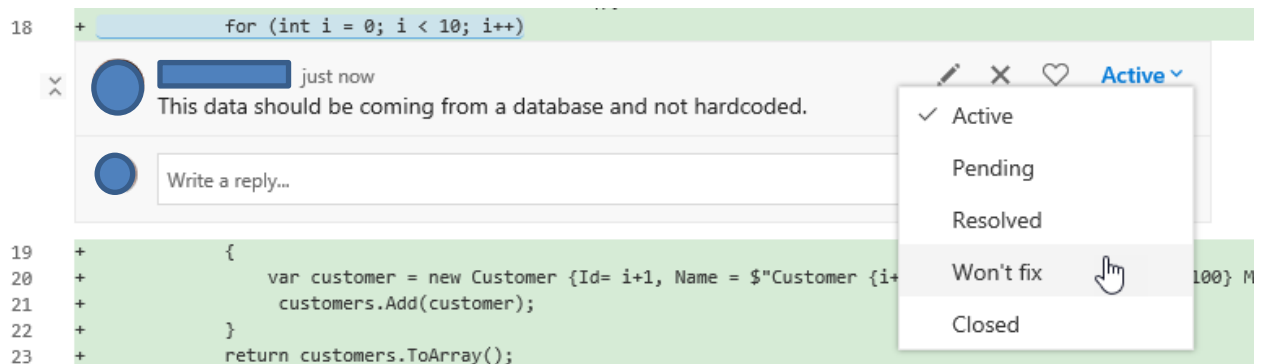 18 + for (int i = 0; i < 10; i++)
just now
Active
This data should be coming from a database and not hardcoded.
Write a reply...
Active
Pending
Resolved
Won't fix
Closed
19 + {
20 + var customer = new Customer {Id= i+1, Name = $"Customer {i+ 100} M
21 + customers.Add(customer);
22 + }
23 + return customers.ToArray();